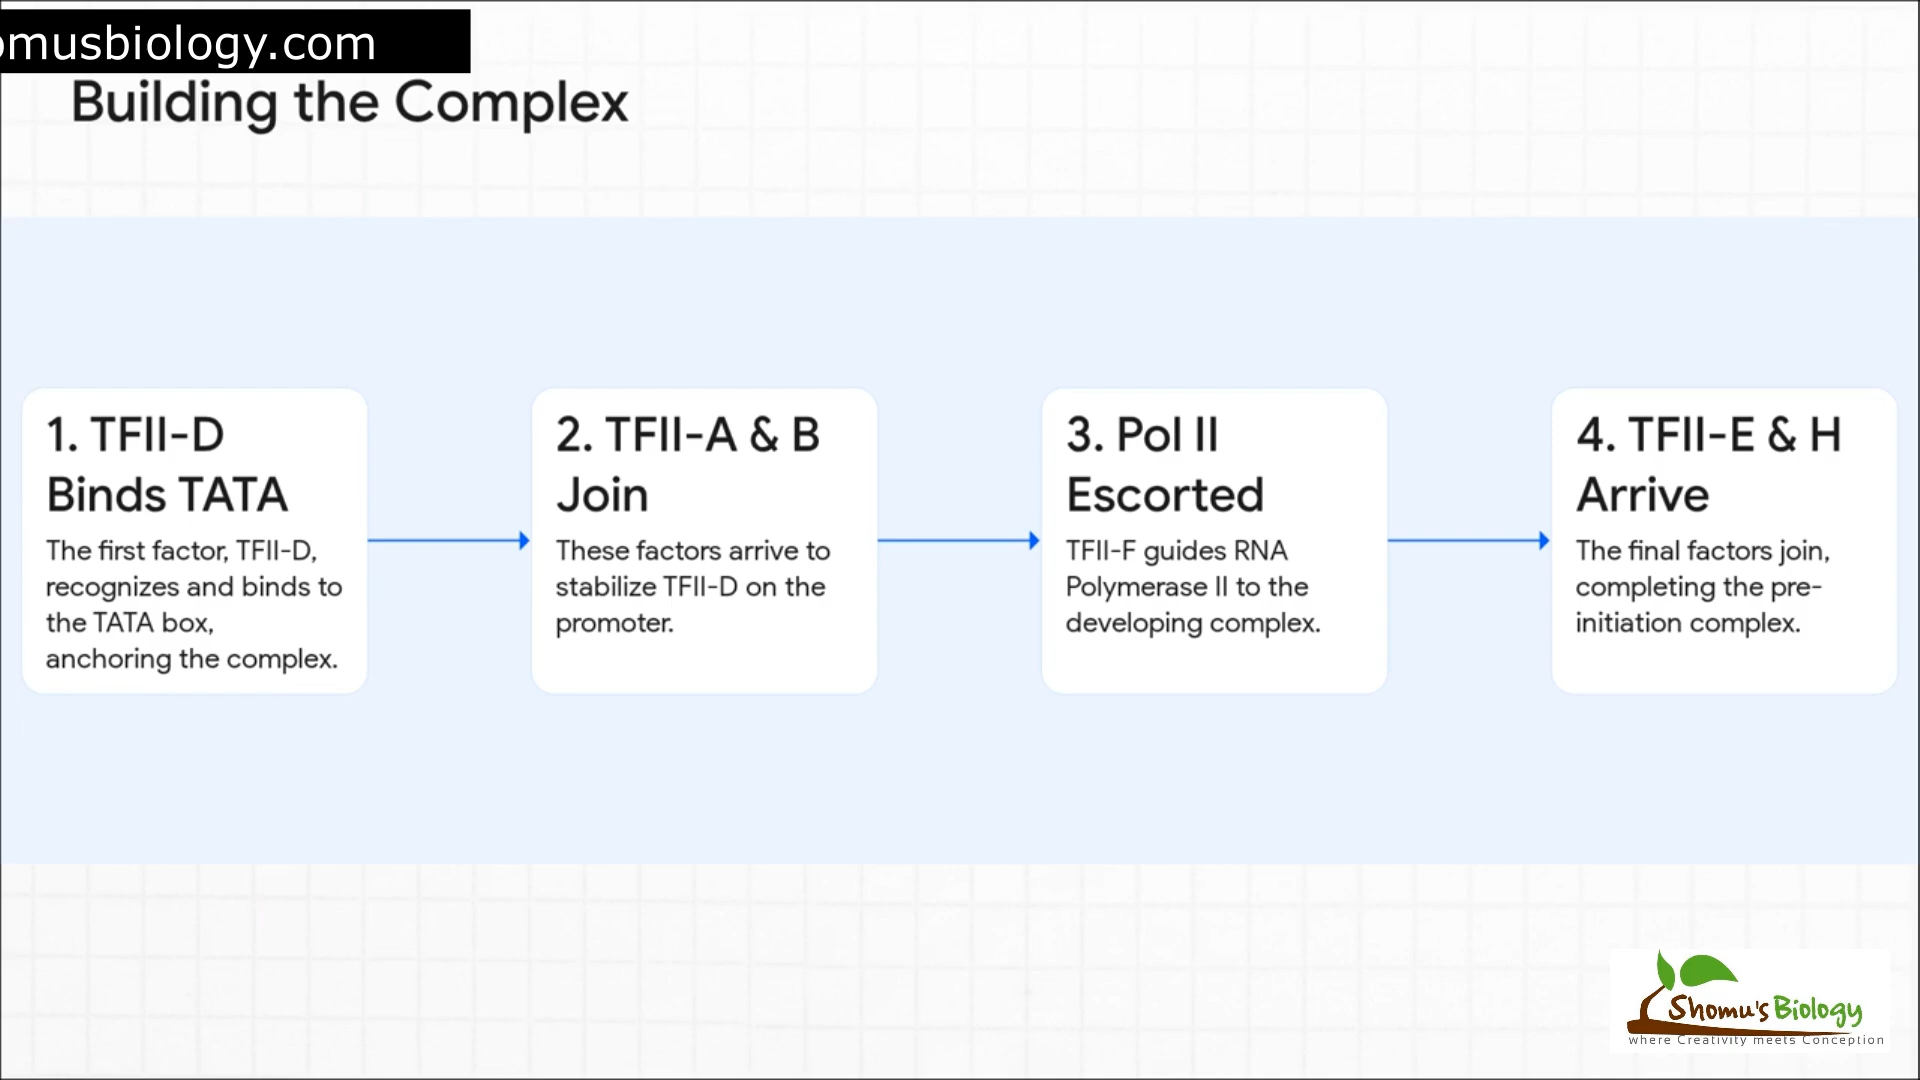 omusbiology.com
Building the Complex
1. TFII-D
Binds TATA
The first factor, TFII-D,
recognizes and binds to
the TATA box,
anchoring the complex.
2. TFII-A & B
Join
These factors arrive to
stabilize TFII-D on the
promoter.
3. Pol II
Escorted
TFII-F guides RNA
Polymerase II to the
developing complex.
4. TFII-E & H
Arrive
The final factors join,
completing the pre-
initiation complex.
Shomu's Biology
where Creativity meets Conception